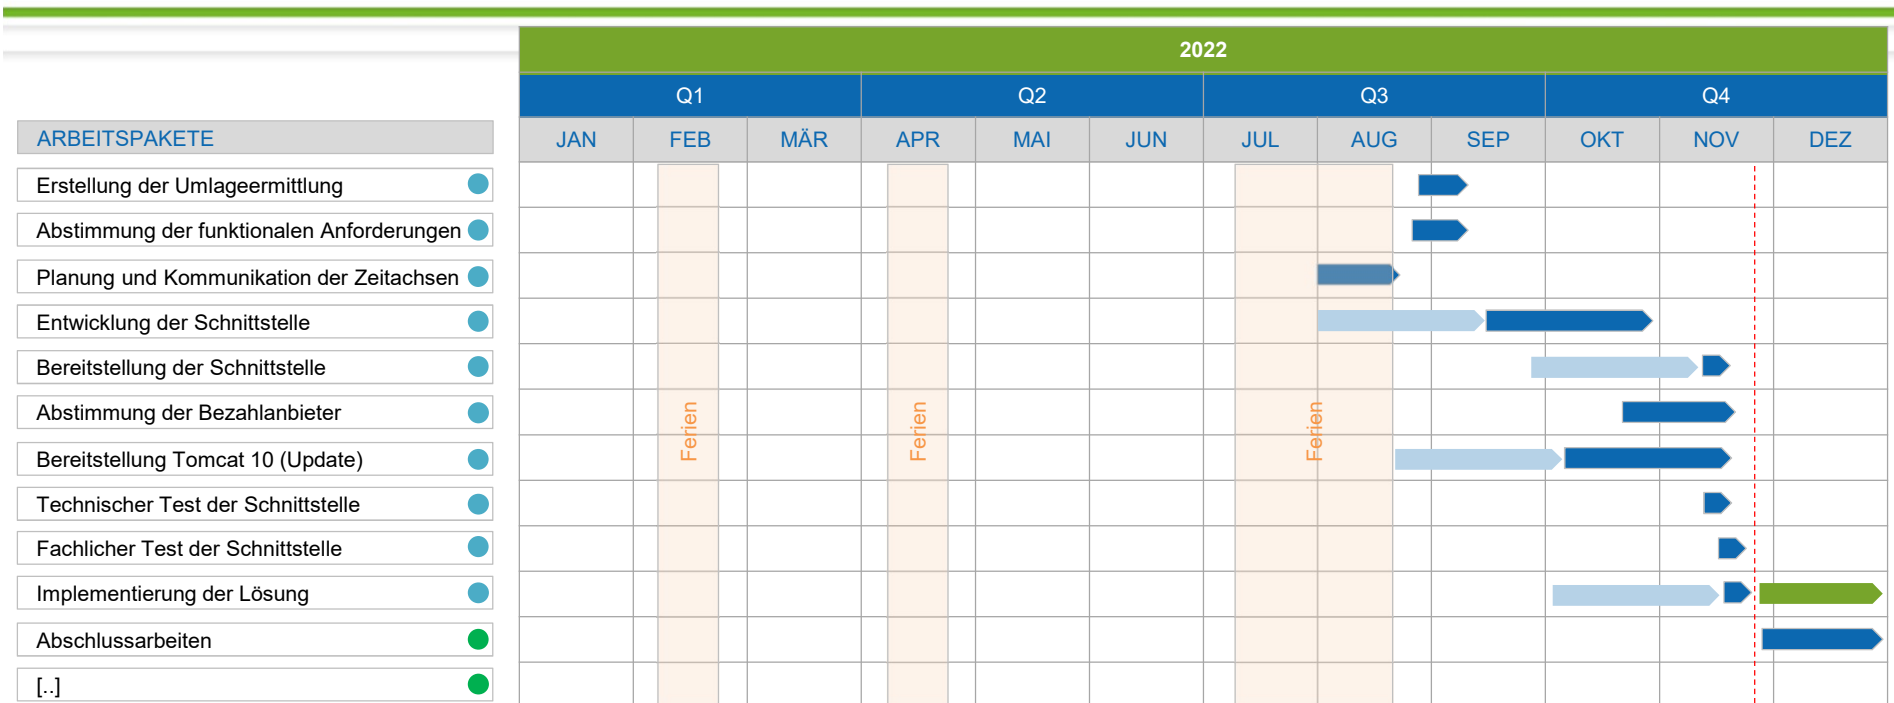 2022
Q1 Q2 Q3 Q4
ARBEITSPAKETE JAN FEB MÄR APR MAI JUN JUL AUG SEP OKT NOV DEZ
Erstellung der Umlageermittlung
Abstimmung der funktionalen Anforderungen
Planung und Kommunikation der Zeitachsen
Entwicklung der Schnittstelle
Bereitstellung der Schnittstelle
Abstimmung der Bezahlanbieter
Ferien Ferien Ferien
Bereitstellung Tomcat 10 (Update)
Technischer Test der Schnittstelle
Fachlicher Test der Schnittstelle
Implementierung der Lösung
Abschlussarbeiten
[..]